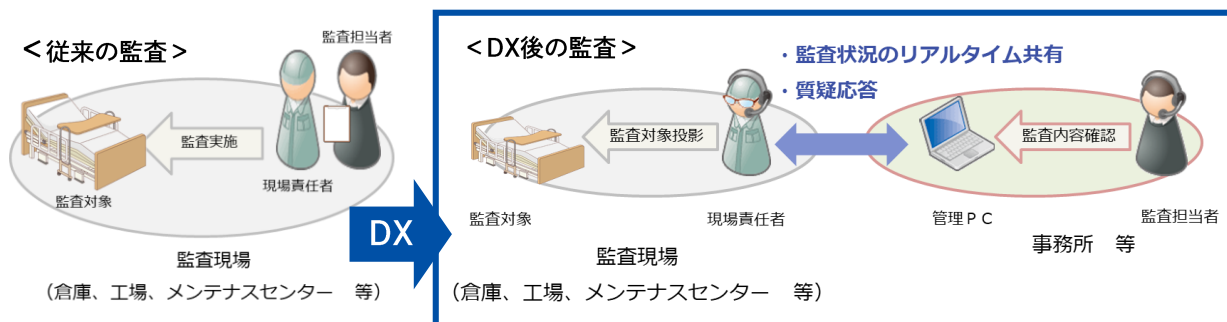 ＜従来の監査＞
監査担当者
監査実施
現場責任者
監査対象
監査現場
（倉庫、工場、メンテナスセンター　等）
DX
＜DX後の監査＞
・監査状況のリアルタイム共有
・質疑応答
監査対象投影
監査内容確認
監査対象
現場責任者
管理ＰＣ
監査担当者
監査現場
事務所　等
（倉庫、工場、メンテナスセンター　等）